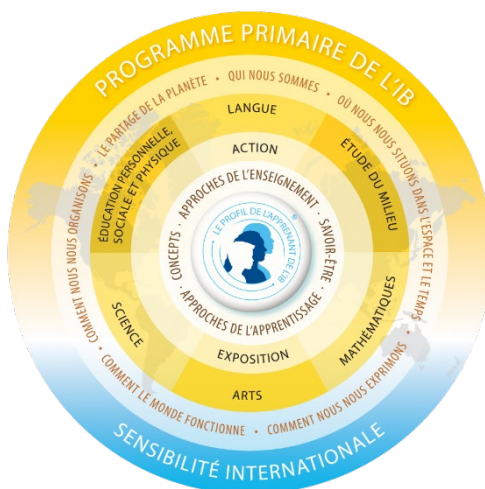 PROGRAMME PRIMAIRE DE L'IB
COMMENT NOUS NOUS ORGANISONS • LE PARTAGE DE LA PLANÈTE • QUI NOUS SOMMES • OÙ NOUS NOUS SITUONS DANS L'ESPACE ET LE TEMPS
LANGUE
ÉDUCATION PERSONNELLE,
SOCIALE ET PHYSIQUE
ÉTUDE DU MILIEU
ACTION
APPROCHES DE L'ENSEIGNEMENT • SAVOIR-ÊTRE
LE PROFIL DE L'APPRENANT DE L'IB
®
CONCEPTS • APPROCHES DE L'APPRENTISSAGE
EXPOSITION
SCIENCE
MATHÉMATIQUES
ARTS
COMMENT LE MONDE FONCTIONNE • COMMENT NOUS NOUS EXPRIMONS
SENSIBILITÉ INTERNATIONALE